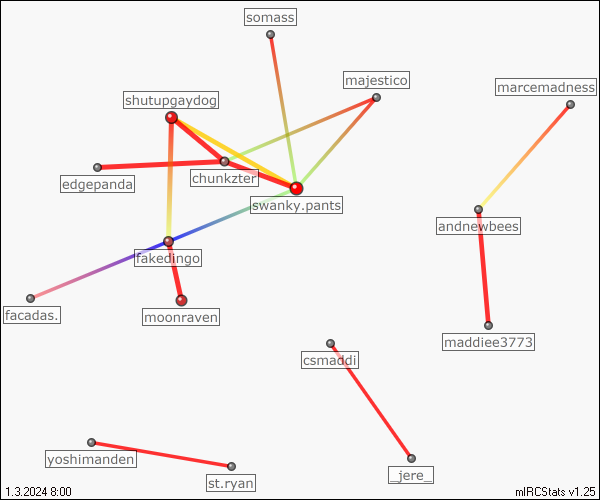 somass
majestico
marcemadness
shutupgaydog
edgepanda
chunkzter
swanky.pants
andnewbees
fakedingo
facadas.
moonraven
maddiee3773
csmaddi
yoshimanden
st.ryan
_jere_
1.3.2024 8:00
mIRCStats v1.25